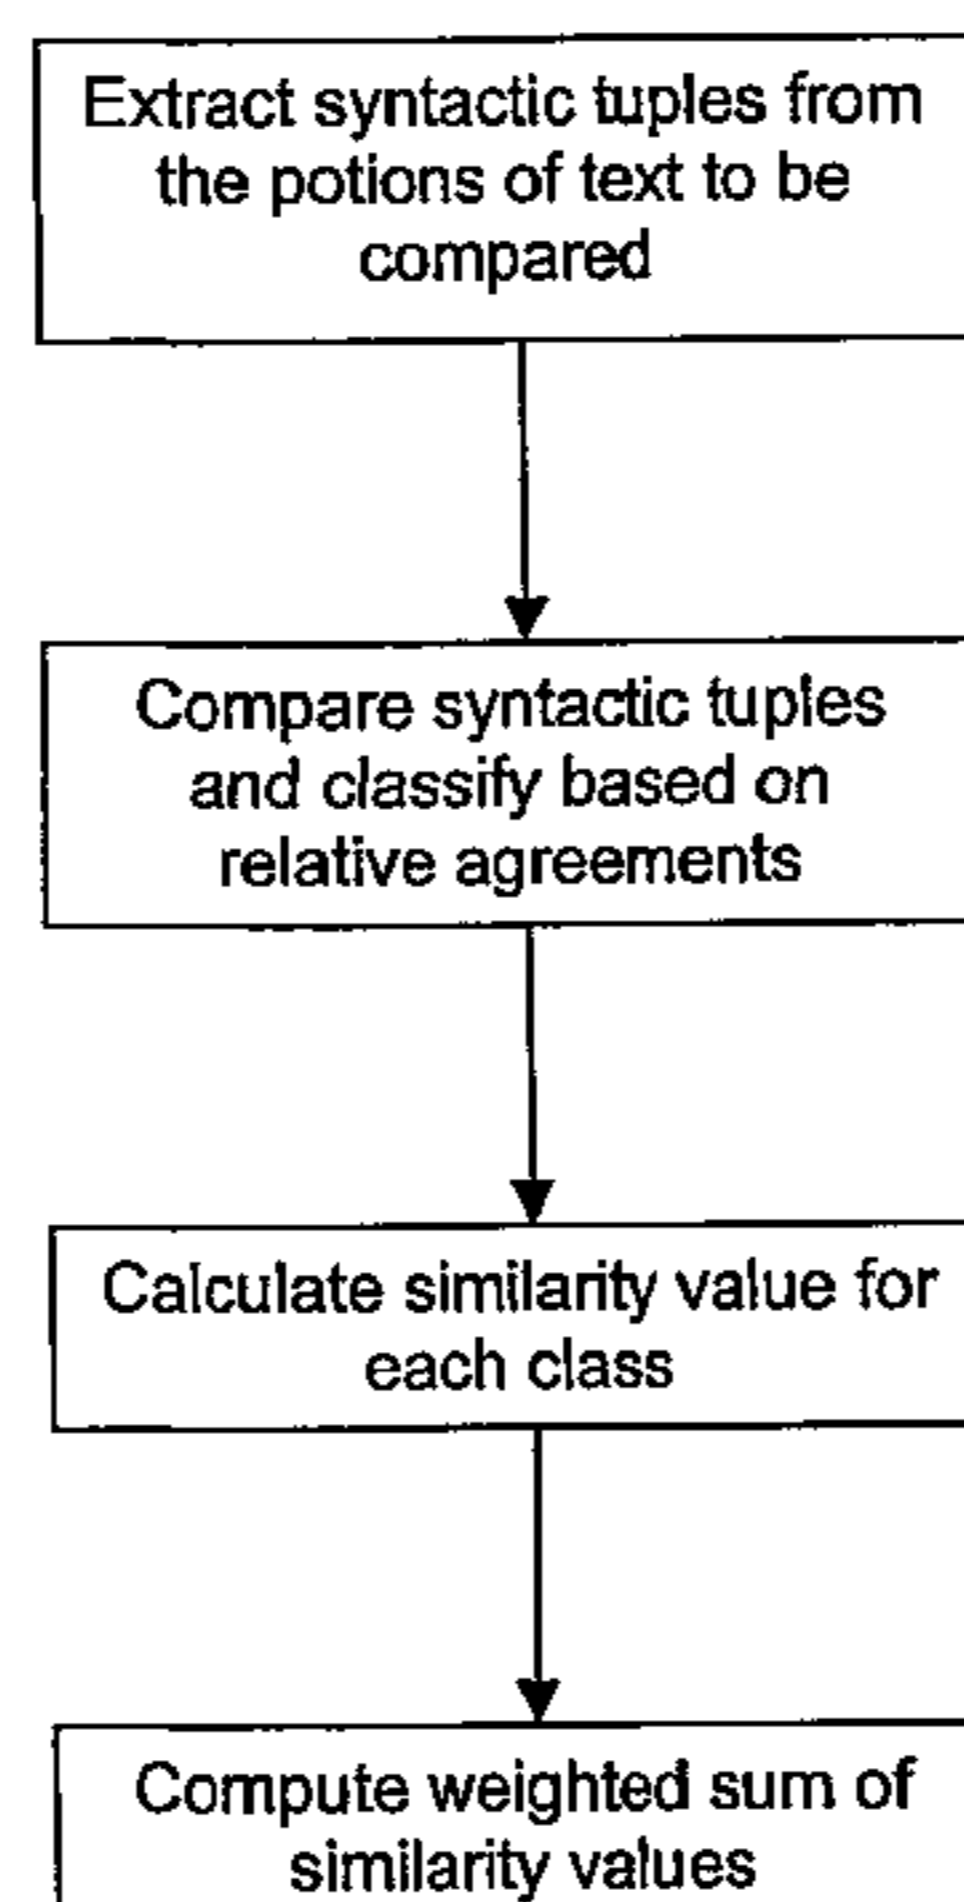 Extract syntactic tuples from
the potions of text to be
compared
Compare syntactic tuples
and classify based on
relative agreements
Calculate similarity value for
each class
Compute weighted sum of
similarity values